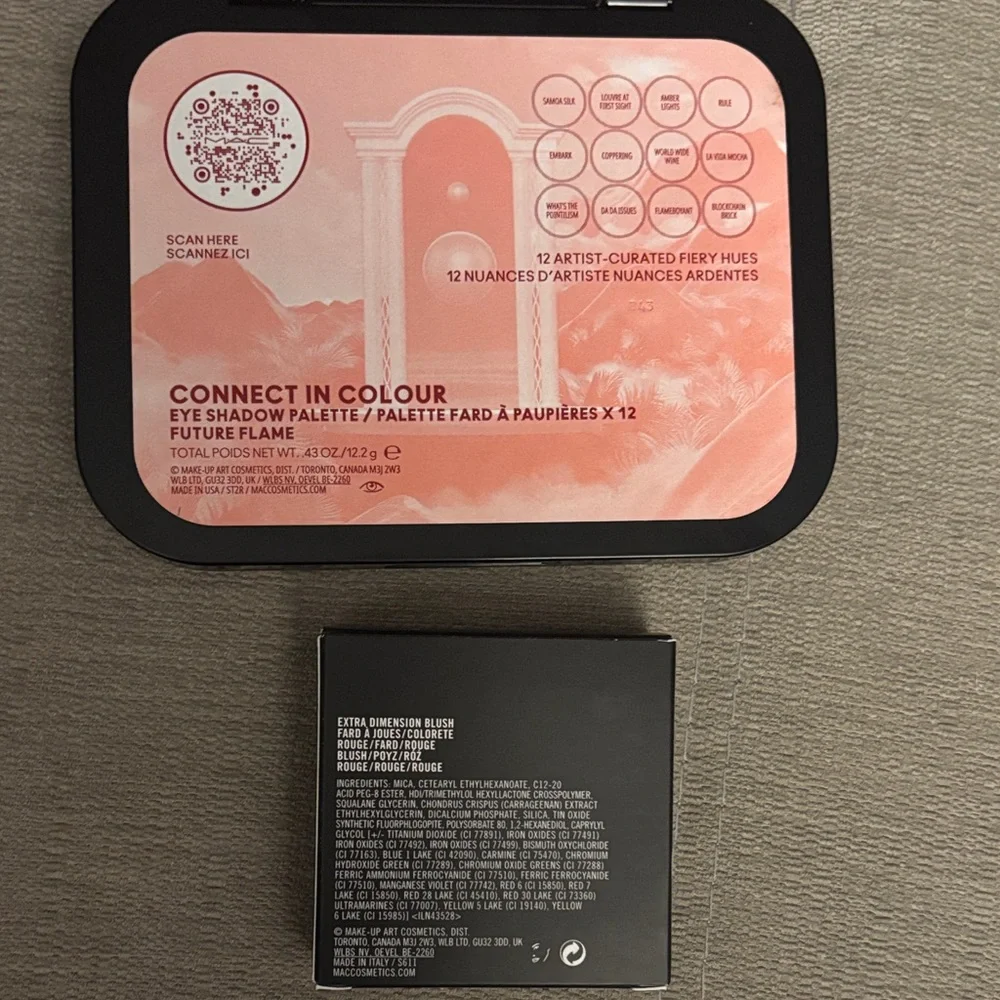 MAC
SCAN HERE
SCANNEZ ICI
SAMOA SILK
LOUVRE AT
FIRST SIGHT
AMBER
LIGHTS
RULE
EMBARK
COPPERING
WORLD WIDE
WINE
LA VIDA MOCHA
WHAT'S THE
POINTILISM
DA DA ISSUES
FLAMEBOYANT
BLOCKCHAIN
BRICK
12 ARTIST-CURATED FIERY HUES
12 NUANCES D'ARTISTE NUANCES ARDENTES
CONNECT IN COLOUR
EYE SHADOW PALETTE / PALETTE FARD À PAUPIÈRES X 12
FUTURE FLAME
TOTAL POIDS NET WT. .43 OZ./12.2 g ℮
© MAKE-UP ART COSMETICS, DIST. / TORONTO, CANADA M3J 2W3
WLB LTD, GU32 3DD, UK / WLBS NV, OEVEL BE-2260
MADE IN USA / ST2R / MACCOSMETICS.COM
EXTRA DIMENSION BLUSH
FARD À JOUES/COLORETE
ROUGE/FARD/ROUGE
BLUSH/РОУZ/RÓŻ
ROUGE/ROUGE/ROUGE
INGREDIENTS: MICA, CETEARYL ETHYLHEXANOATE, C12-20
ACID PEG-8 ESTER, HDI/TRIMETHYLOL HEXYLLACTONE CROSSPOLYMER,
SQUALANE GLYCERIN, CHONDRUS CRISPUS (CARRAGEENAN) EXTRACT
ETHYLHEXYLGLYCERIN, DICALCIUM PHOSPHATE, SILICA, TIN OXIDE
SYNTHETIC FLUORPHLOGOPITE, POLYSORBATE 80, 1,2-HEXANEDIOL, CAPRYLYL
GLYCOL [+/- TITANIUM DIOXIDE (CI 77891), IRON OXIDES (CI 77491)
IRON OXIDES (CI 77492), IRON OXIDES (CI 77499), BISMUTH OXYCHLORIDE
(CI 77163), BLUE 1 LAKE (CI 42090), CARMINE (CI 75470), CHROMIUM
HYDROXIDE GREEN (CI 77289), CHROMIUM OXIDE GREENS (CI 77288)
FERRIC AMMONIUM FERROCYANIDE (CI 77510), FERRIC FERROCYANIDE
(CI 77510), MANGANESE VIOLET (CI 77742), RED 6 (CI 15850), RED 7
LAKE (CI 15850), RED 28 LAKE (CI 45410), RED 30 LAKE (CI 73360)
ULTRAMARINES (CI 77007), YELLOW 5 LAKE (CI 19140), YELLOW
6 LAKE (CI 15985)] <ILN43528>
© MAKE-UP ART COSMETICS, DIST.
TORONTO, CANADA M3J 2W3, WLB LTD, GU32 3DD, UK
WLBS NV, OEVEL BE-2260
MADE IN ITALY / S611
MACCOSMETICS.COM